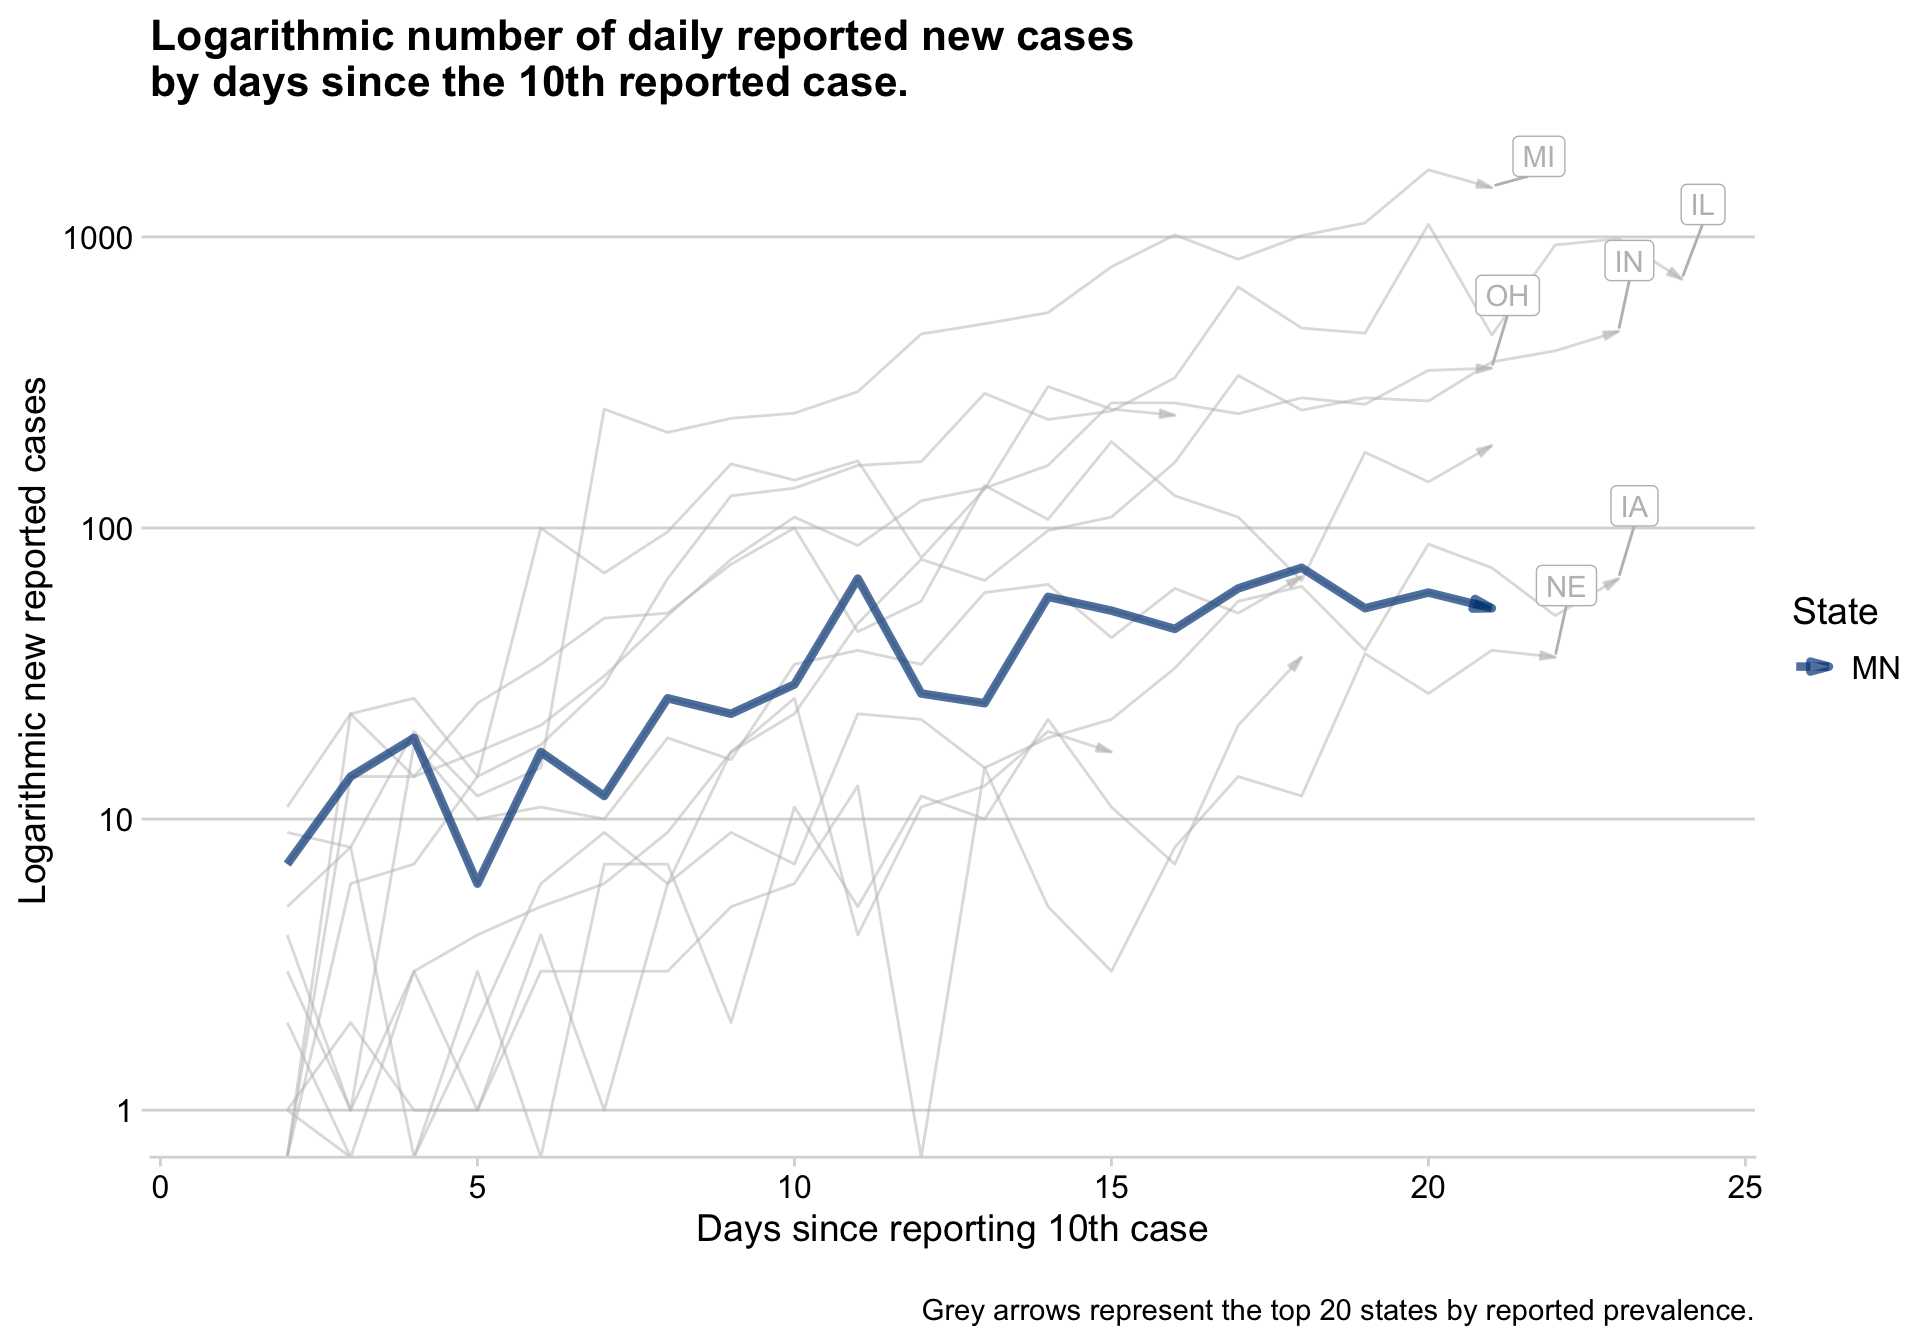 Logarithmic number of daily reported new cases
by days since the 10th reported case.
MI
IL
1000
IN
OH
Logarithmic new reported cases
100
IA
NE
State
MN
10
1
0 5 10 15 20 25
Days since reporting 10th case
Grey arrows represent the top 20 states by reported prevalence.